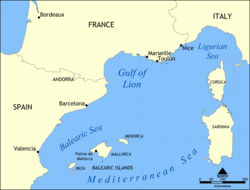 FRANCE
ITALY
Bordeaux
Nice
Marseille
Toulon
Ligurian
Sea
Gulf of
Lion
ANDORRA
CORSICA
SPAIN
Barcelona
Balearic Sea
MENORCA
SARDINIA
Valencia
Palma de
Mallorca
MALLORCA
IBIZA
BALEARIC ISLANDS
Mediterranean Sea